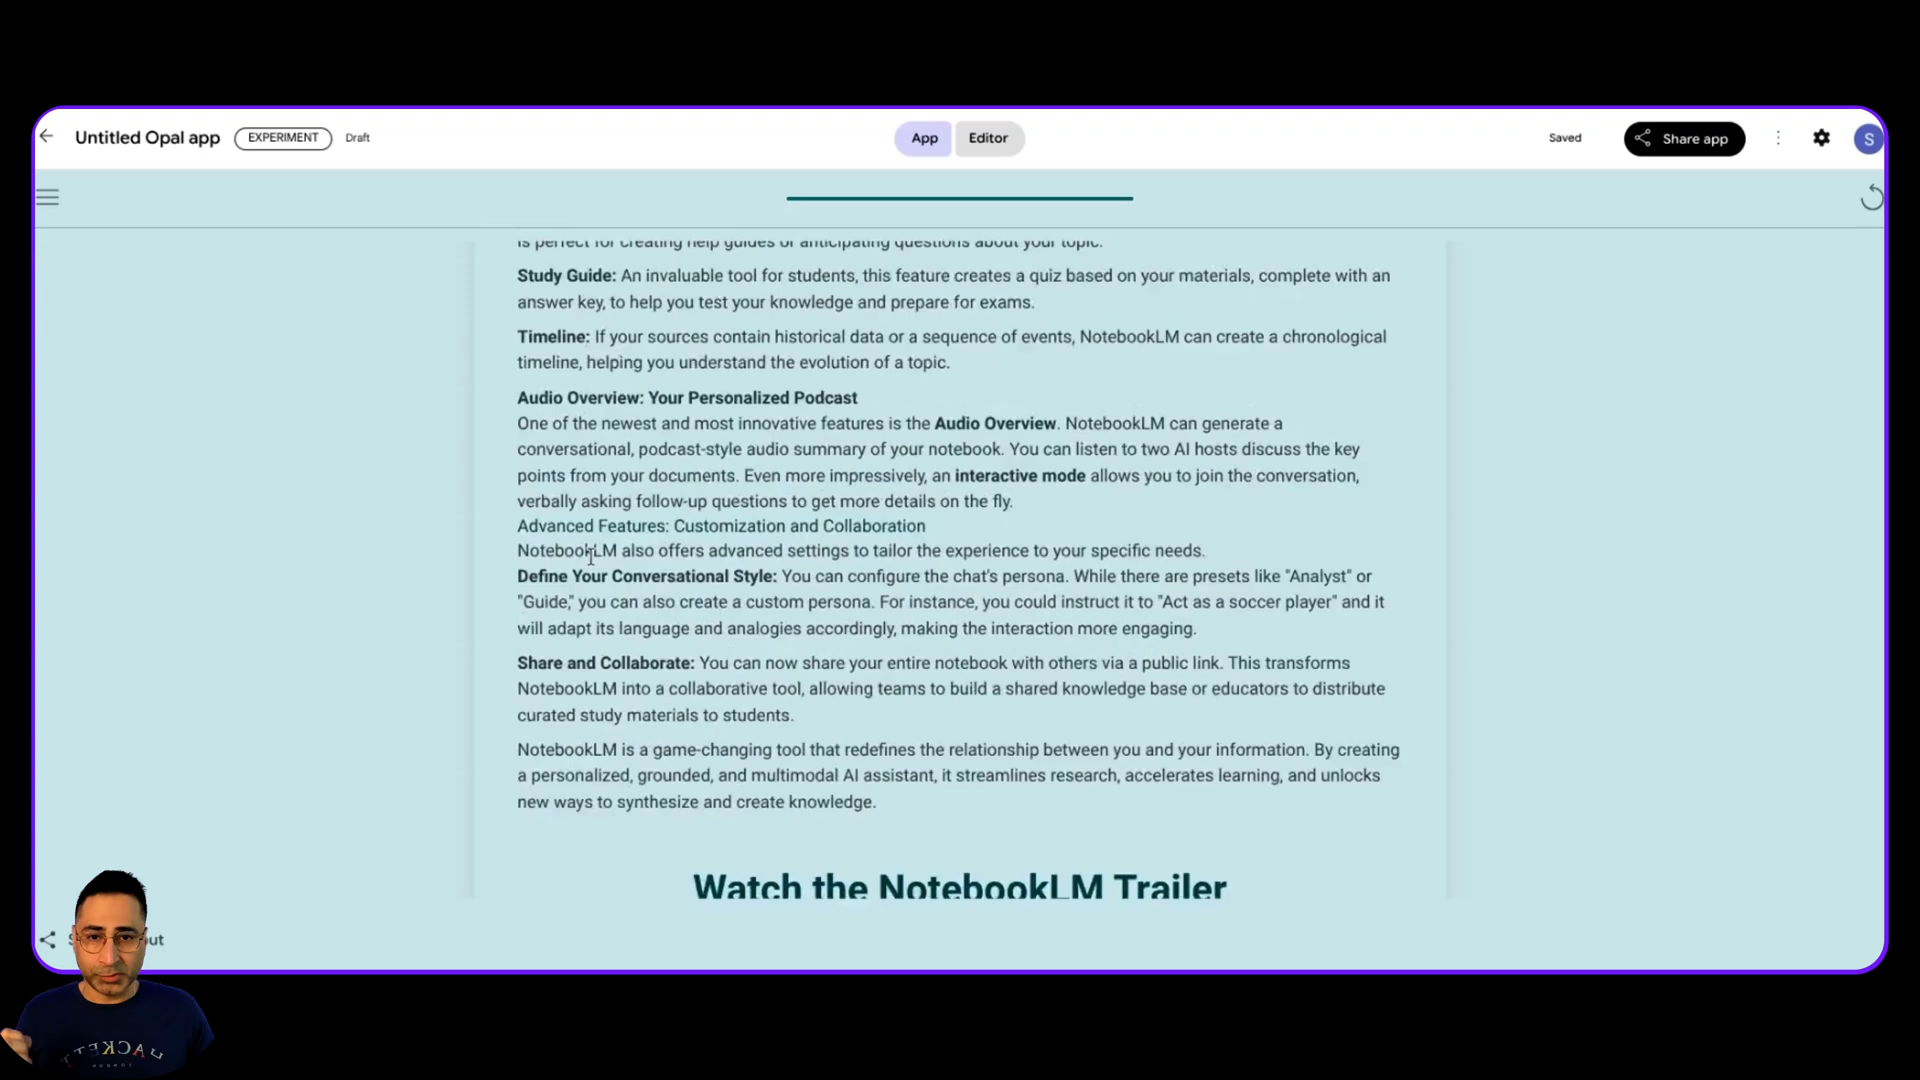 Untitled Opal app
EXPERIMENT
Draft
App
Editor
Saved
Share app
S
is perfect for creating help guides or anticipating questions about your topic.
Study Guide: An invaluable tool for students, this feature creates a quiz based on your materials, complete with an
answer key, to help you test your knowledge and prepare for exams.
Timeline: If your sources contain historical data or a sequence of events, NotebookLM can create a chronological
timeline, helping you understand the evolution of a topic.
Audio Overview: Your Personalized Podcast
One of the newest and most innovative features is the Audio Overview. NotebookLM can generate a
conversational, podcast-style audio summary of your notebook. You can listen to two AI hosts discuss the key
points from your documents. Even more impressively, an interactive mode allows you to join the conversation,
verbally asking follow-up questions to get more details on the fly.
Advanced Features: Customization and Collaboration
NotebookLM also offers advanced settings to tailor the experience to your specific needs.
Define Your Conversational Style: You can configure the chat's persona. While there are presets like "Analyst" or
"Guide," you can also create a custom persona. For instance, you could instruct it to "Act as a soccer player" and it
will adapt its language and analogies accordingly, making the interaction more engaging.
Share and Collaborate: You can now share your entire notebook with others via a public link. This transforms
NotebookLM into a collaborative tool, allowing teams to build a shared knowledge base or educators to distribute
curated study materials to students.
NotebookLM is a game-changing tool that redefines the relationship between you and your information. By creating
a personalized, grounded, and multimodal AI assistant, it streamlines research, accelerates learning, and unlocks
new ways to synthesize and create knowledge.
Watch the NotebookLM Trailer
HACKETT
LONDON